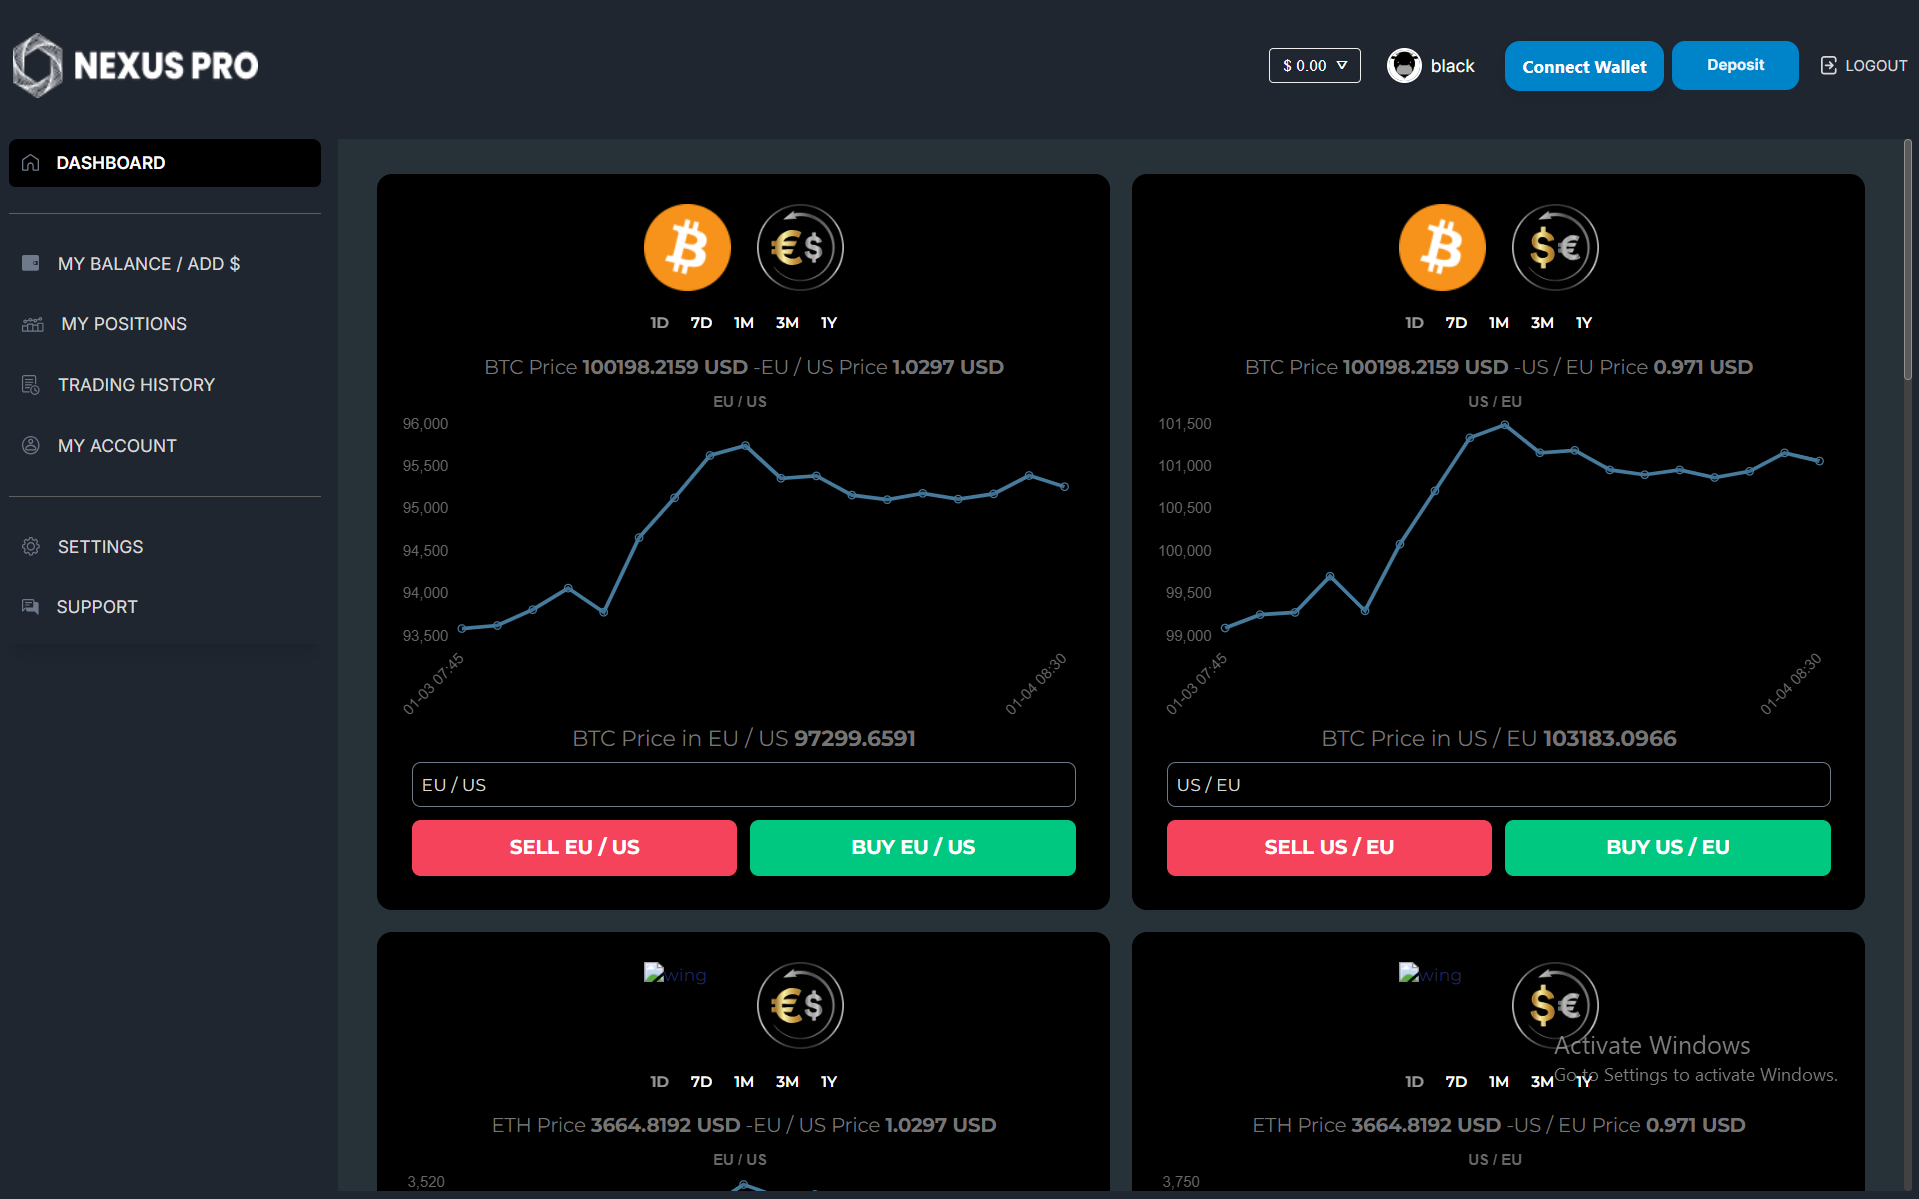 NEXUS PRO
$ 0.00
black
Connect Wallet
Deposit
LOGOUT
DASHBOARD
MY BALANCE / ADD $
MY POSITIONS
TRADING HISTORY
MY ACCOUNT
SETTINGS
SUPPORT
1D 7D 1M 3M 1Y
BTC Price 100198.2159 USD -EU / US Price 1.0297 USD
EU / US
96,000
95,500
95,000
94,500
94,000
93,500
01-03 07:45
01-04 08:30
BTC Price in EU / US 97299.6591
EU / US
SELL EU / US
BUY EU / US
1D 7D 1M 3M 1Y
BTC Price 100198.2159 USD -US / EU Price 0.971 USD
US / EU
101,500
101,000
100,500
100,000
99,500
99,000
01-03 07:45
01-04 08:30
BTC Price in US / EU 103183.0966
US / EU
SELL US / EU
BUY US / EU
wing
1D 7D 1M 3M 1Y
ETH Price 3664.8192 USD -EU / US Price 1.0297 USD
EU / US
3,520
wing
1D 7D 1M 3M 1Y
ETH Price 3664.8192 USD -US / EU Price 0.971 USD
US / EU
3,750
Activate Windows
Go to Settings to activate Windows.